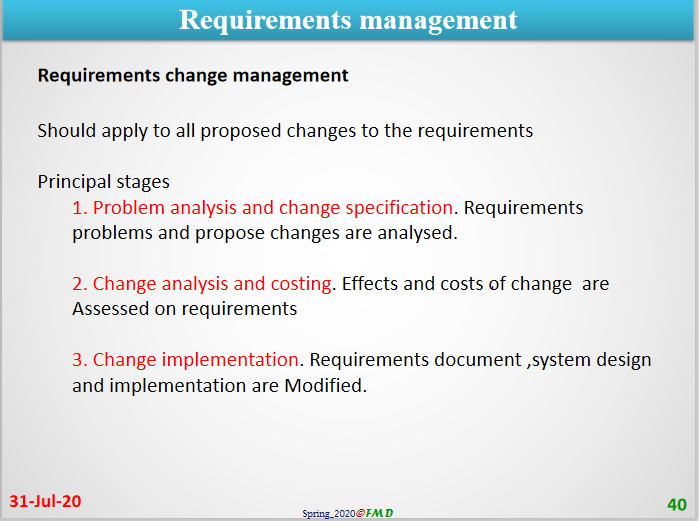 Requirements management
Requirements change management
Should apply to all proposed changes to the requirements
Principal stages
1. Problem analysis and change specification. Requirements
problems and propose changes are analysed.
2. Change analysis and costing. Effects and costs of change  are
Assessed on requirements
3. Change implementation. Requirements document ,system design
and implementation are Modified.
31-Jul-20
Spring_2020©FMD
40